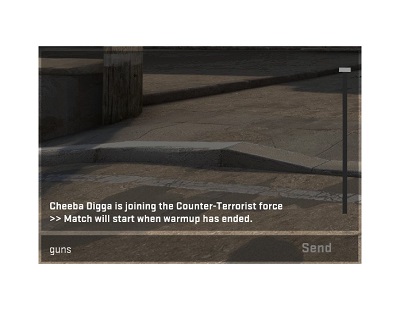 Cheeba Digga is joining the Counter-Terrorist force
>> Match will start when warmup has ended.
guns Send